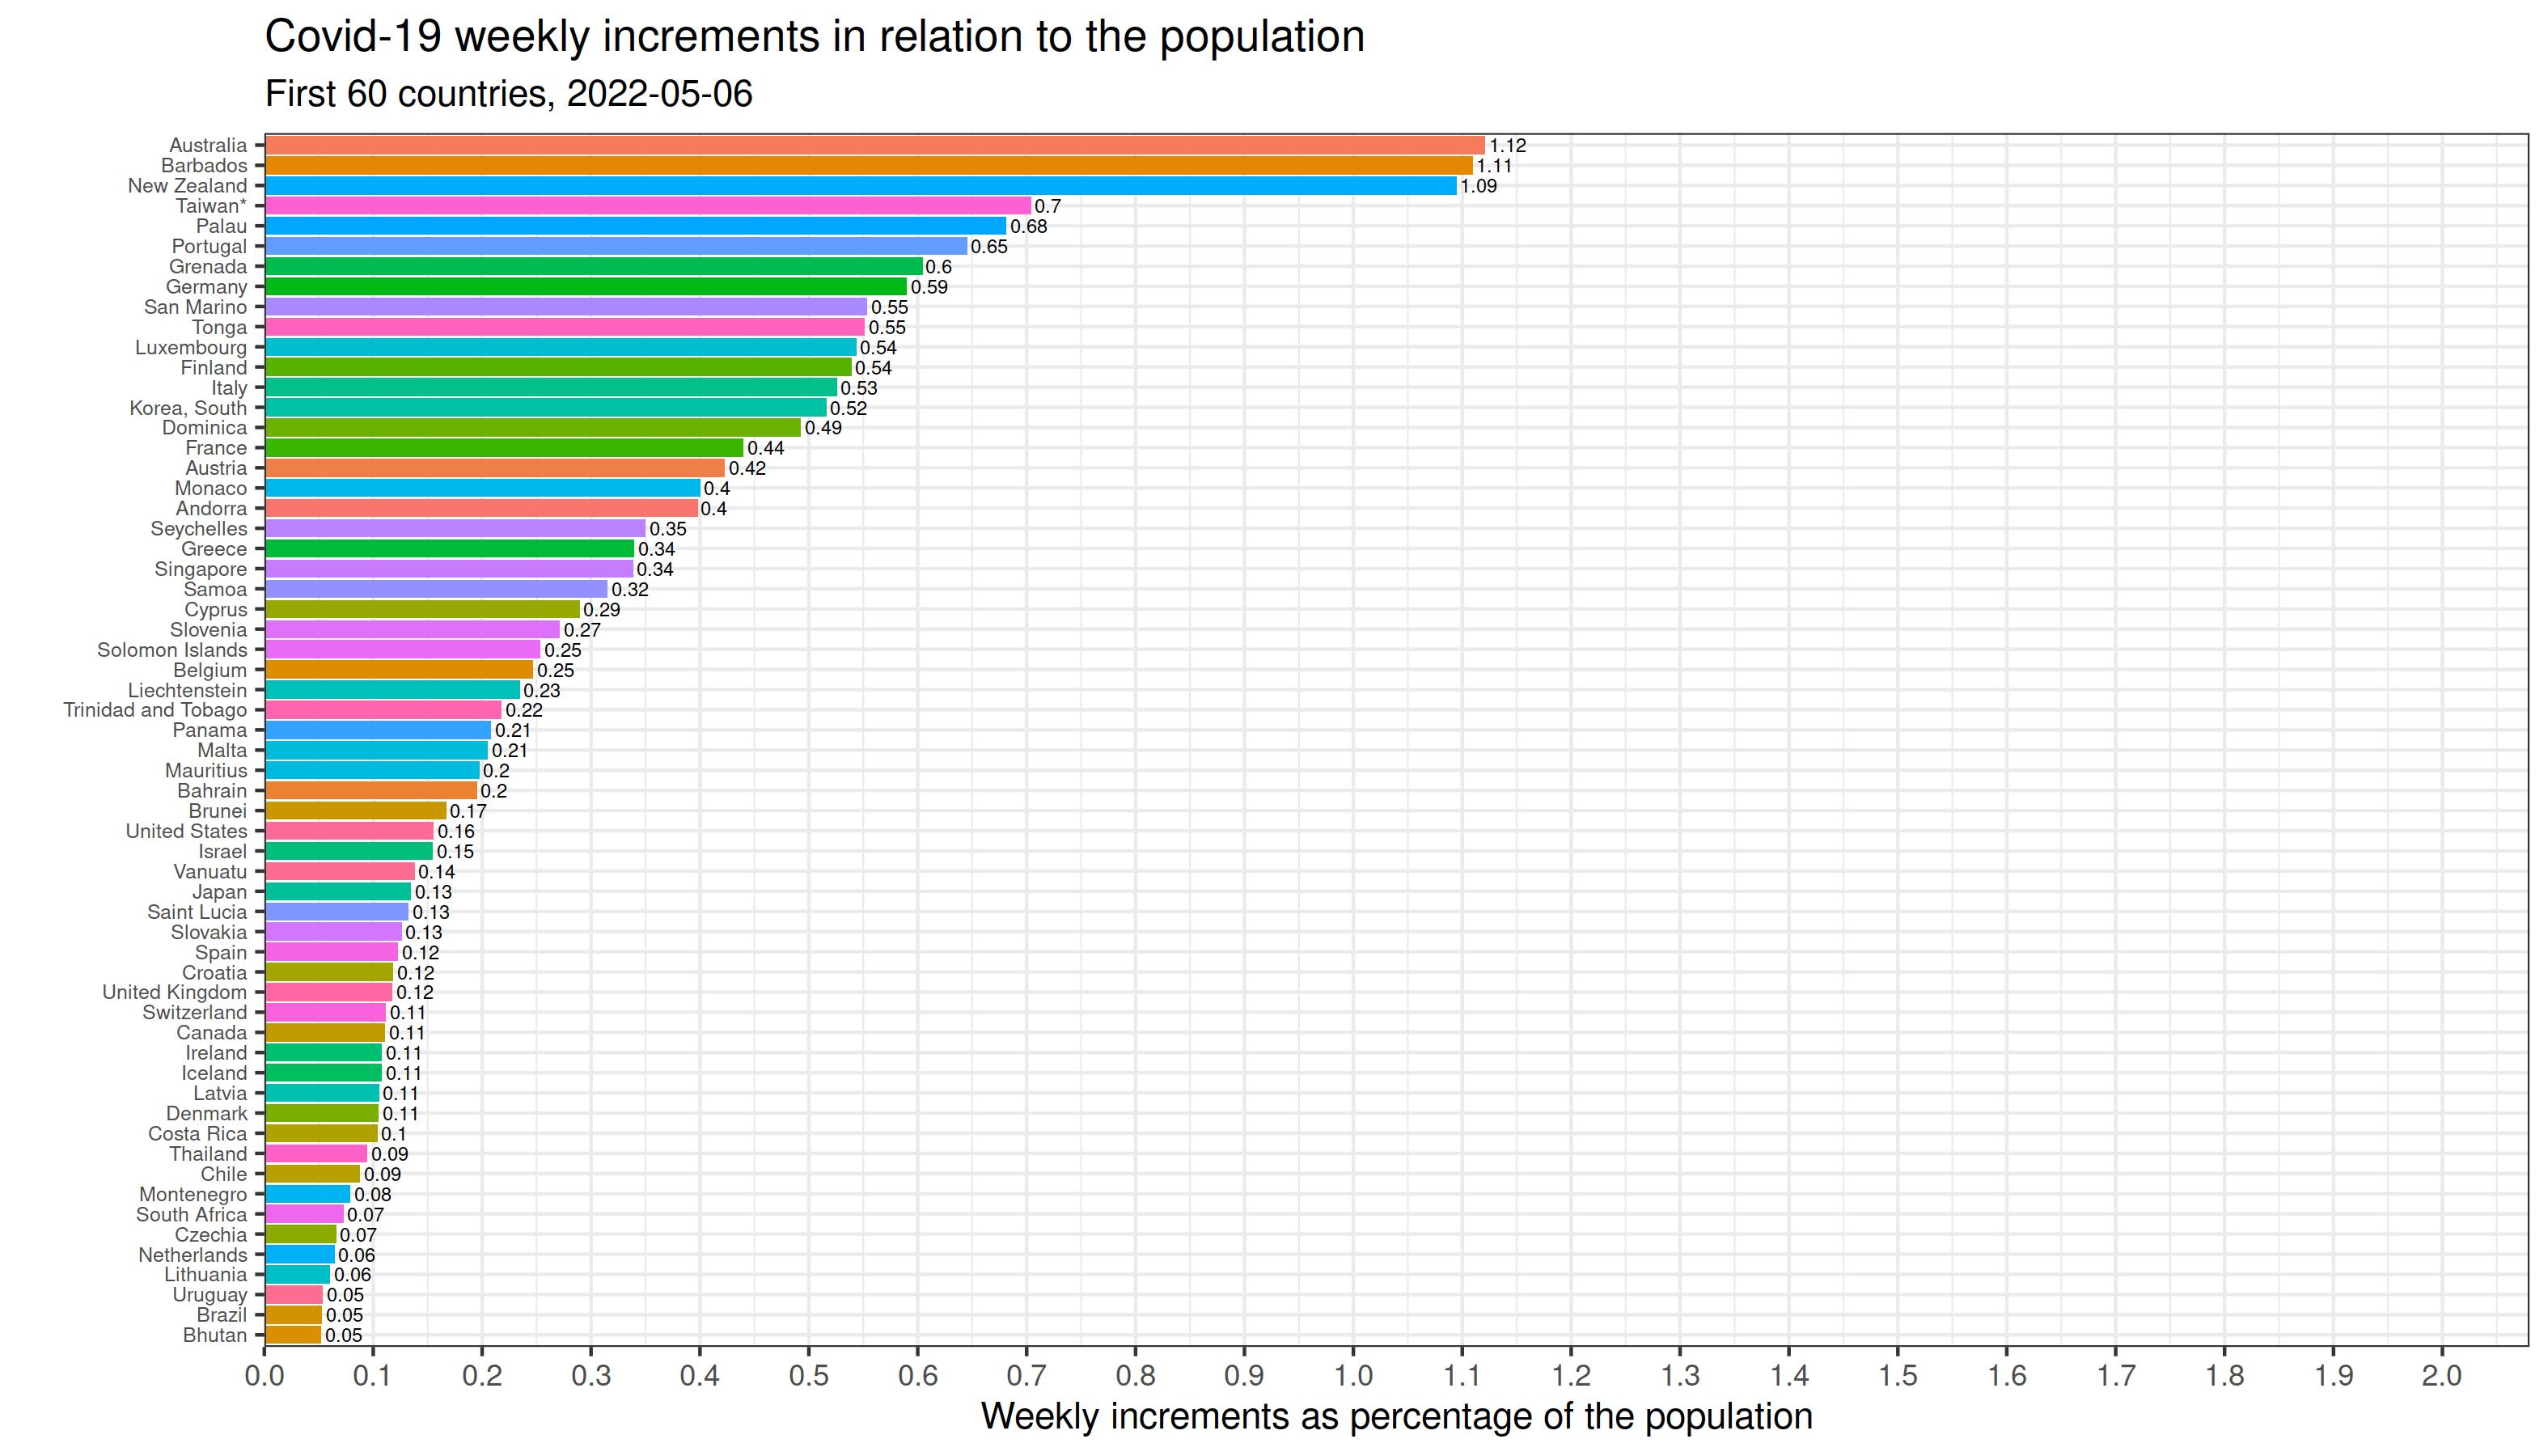 Covid-19 weekly increments in relation to the population
First 60 countries, 2022-05-06
Australia 1.12
Barbados 1.11
New Zealand 1.09
Taiwan* 0.7
Palau 0.68
Portugal 0.65
Grenada 0.6
Germany 0.59
San Marino 0.55
Tonga 0.55
Luxembourg 0.54
Finland 0.54
Italy 0.53
Korea, South 0.52
Dominica 0.49
France 0.44
Austria 0.42
Monaco 0.4
Andorra 0.4
Seychelles 0.35
Greece 0.34
Singapore 0.34
Samoa 0.32
Cyprus 0.29
Slovenia 0.27
Solomon Islands 0.25
Belgium 0.25
Liechtenstein 0.23
Trinidad and Tobago 0.22
Panama 0.21
Malta 0.21
Mauritius 0.2
Bahrain 0.2
Brunei 0.17
United States 0.16
Israel 0.15
Vanuatu 0.14
Japan 0.13
Saint Lucia 0.13
Slovakia 0.13
Spain 0.12
Croatia 0.12
United Kingdom 0.12
Switzerland 0.11
Canada 0.11
Ireland 0.11
Iceland 0.11
Latvia 0.11
Denmark 0.11
Costa Rica 0.1
Thailand 0.09
Chile 0.09
Montenegro 0.08
South Africa 0.07
Czechia 0.07
Netherlands 0.06
Lithuania 0.06
Uruguay 0.05
Brazil 0.05
Bhutan 0.05
0.0 0.1 0.2 0.3 0.4 0.5 0.6 0.7 0.8 0.9 1.0 1.1 1.2 1.3 1.4 1.5 1.6 1.7 1.8 1.9 2.0
Weekly increments as percentage of the population